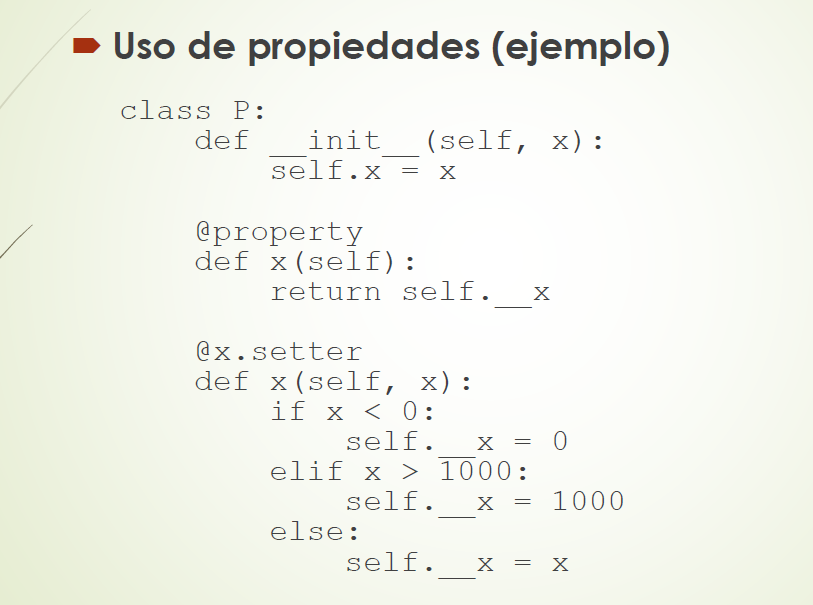 Uso de propiedades (ejemplo)
class P:
    def __init__(self, x):
        self.x = x
    @property
    def x(self):
        return self.__x
    @x.setter
    def x(self, x):
        if x < 0:
            self.__x = 0
        elif x > 1000:
            self.__x = 1000
        else:
            self.__x = x